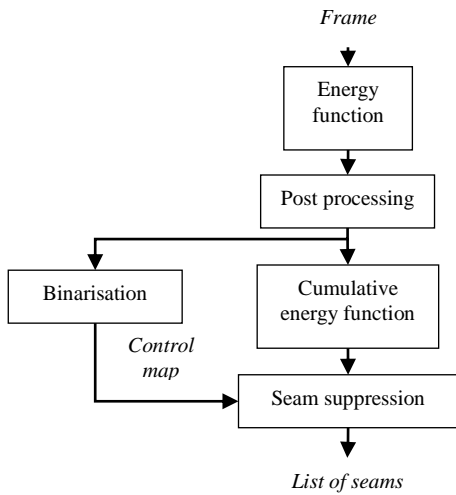 Frame
Energy
function
Post processing
Binarisation
Cumulative
energy function
Control
map
Seam suppression
List of seams